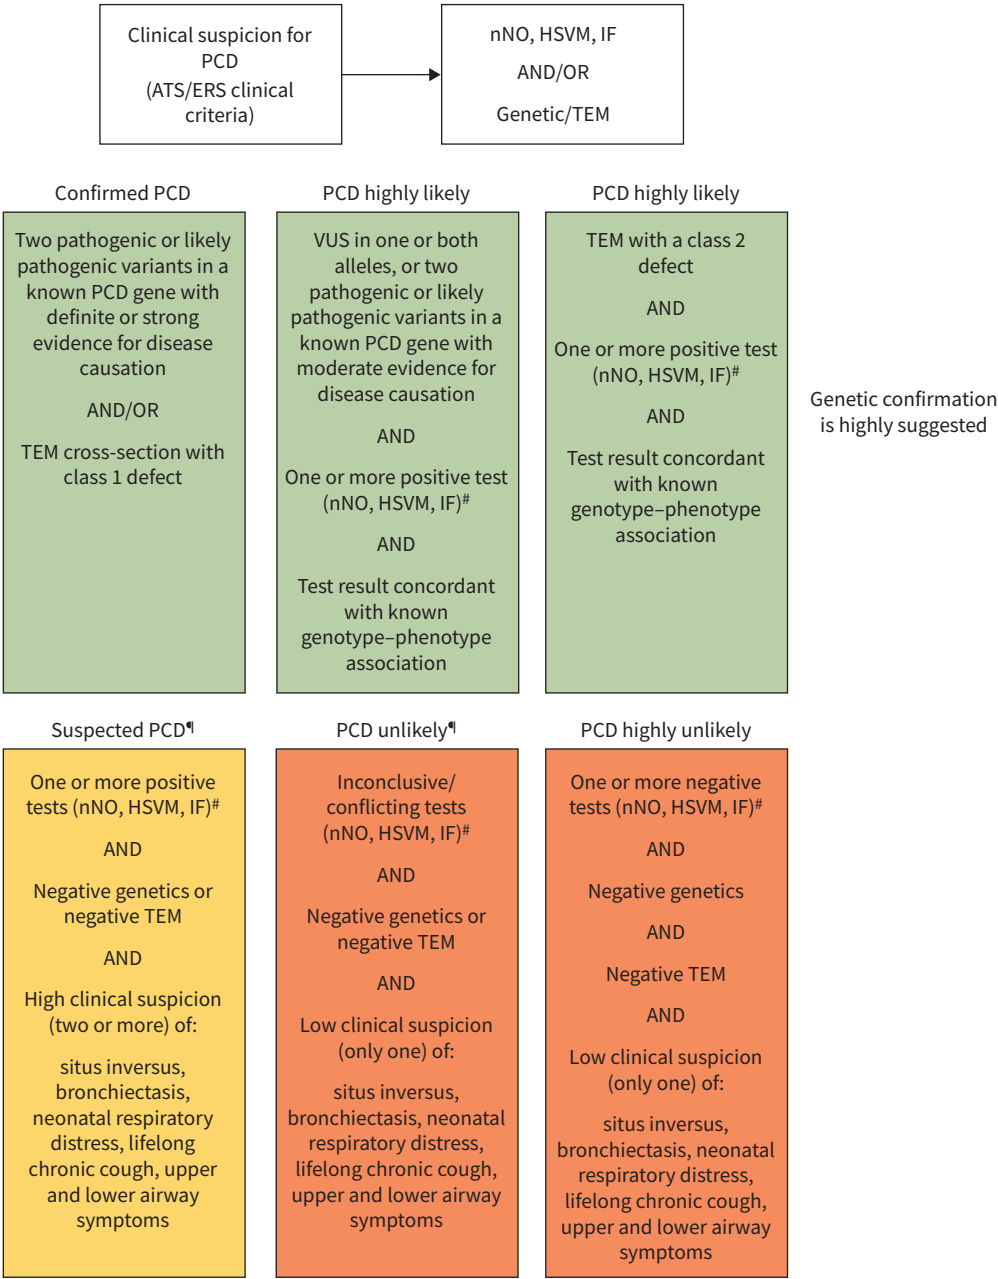 Clinical suspicion for
PCD
(ATS/ERS clinical
criteria)
nNO, HSVM, IF
AND/OR
Genetic/TEM
Confirmed PCD
Two pathogenic or likely
pathogenic variants in a
known PCD gene with
definite or strong
evidence for disease
causation
AND/OR
TEM cross-section with
class 1 defect
PCD highly likely
VUS in one or both
alleles, or two
pathogenic or likely
pathogenic variants in a
known PCD gene with
moderate evidence for
disease causation
AND
One or more positive test
(nNO, HSVM, IF)#
AND
Test result concordant
with known
genotype–phenotype
association
PCD highly likely
TEM with a class 2
defect
AND
One or more positive test
(nNO, HSVM, IF)#
AND
Test result concordant
with known
genotype–phenotype
association
Genetic confirmation
is highly suggested
Suspected PCD¶
One or more positive
tests (nNO, HSVM, IF)#
AND
Negative genetics or
negative TEM
AND
High clinical suspicion
(two or more) of:
situs inversus,
bronchiectasis,
neonatal respiratory
distress, lifelong
chronic cough, upper
and lower airway
symptoms
PCD unlikely¶
Inconclusive/
conflicting tests
(nNO, HSVM, IF)#
AND
Negative genetics or
negative TEM
AND
Low clinical suspicion
(only one) of:
situs inversus,
bronchiectasis, neonatal
respiratory distress,
lifelong chronic cough,
upper and lower airway
symptoms
PCD highly unlikely
One or more negative
tests (nNO, HSVM, IF)#
AND
Negative genetics
AND
Negative TEM
AND
Low clinical suspicion
(only one) of:
situs inversus,
bronchiectasis, neonatal
respiratory distress,
lifelong chronic cough,
upper and lower airway
symptoms